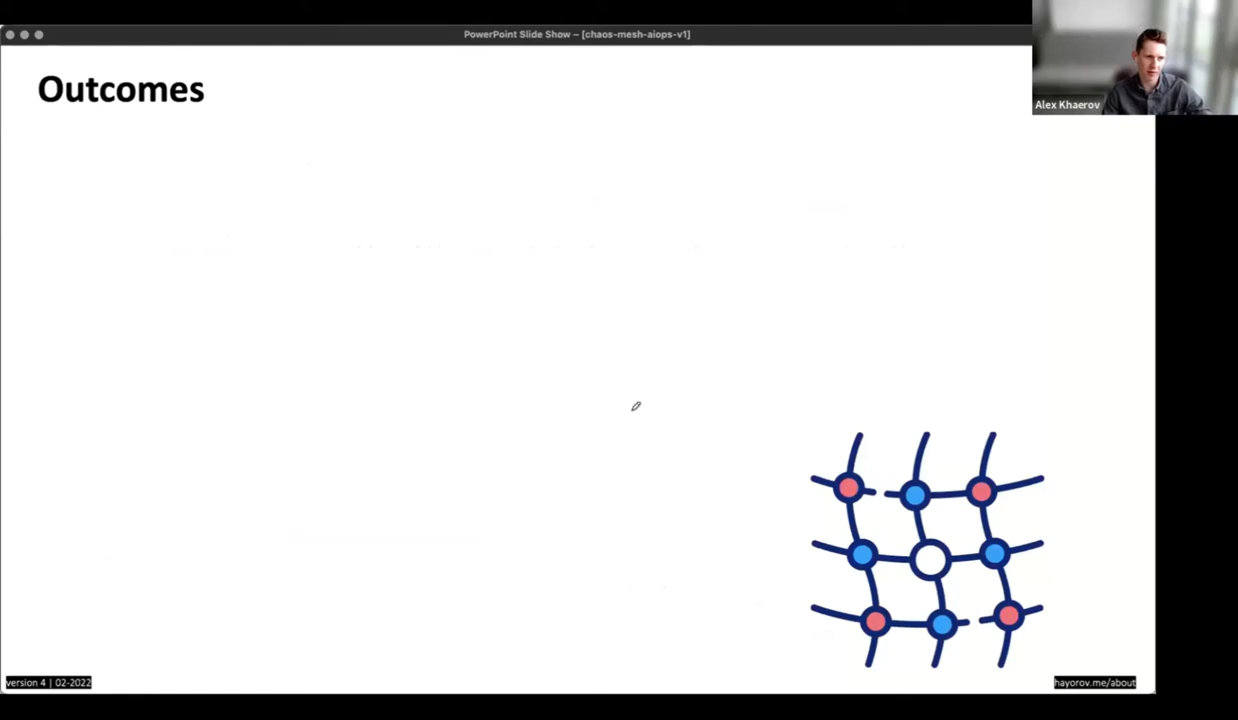 PowerPoint Slide Show – [chaos-mesh-aiops-v1]
Outcomes
Alex Khaerov
version 4 | 02-2022
hayorov.me/about